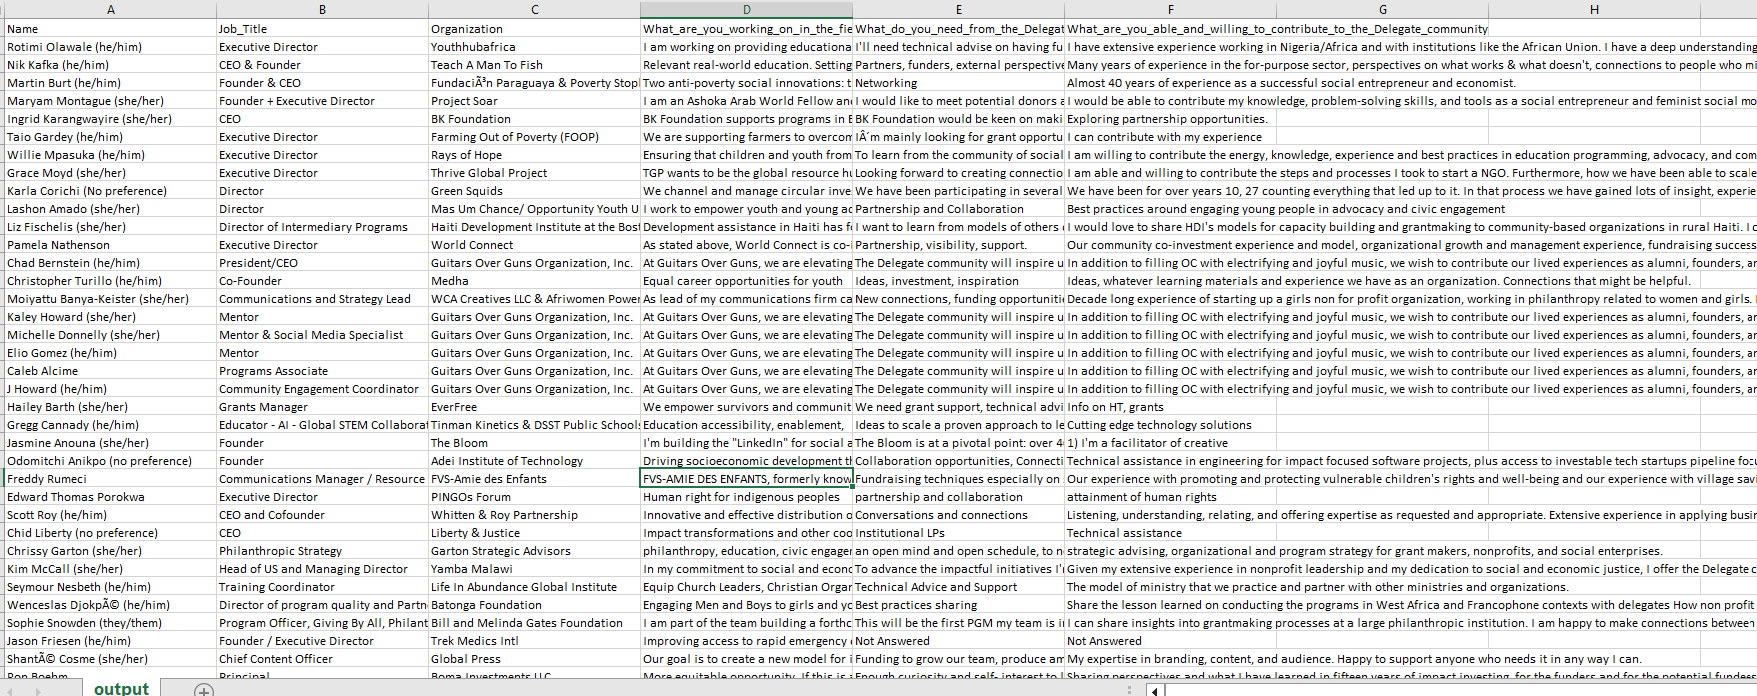 A B C D E F G H
Name Job_Title Organization What_are_you_working_on_in_the_fie What_do_you_need_from_the_Delegat What_are_you_able_and_willing_to_contribute_to_the_Delegate_community
Rotimi Olawale (he/him) Executive Director Youthhubafrica I am working on providing educationa I'll need technical advise on having fu I have extensive experience working in Nigeria/Africa and with institutions like the African Union. I have a deep understanding
Nik Kafka (he/him) CEO & Founder Teach A Man To Fish Relevant real-world education. Setting Partners, funders, external perspective Many years of experience in the for-purpose sector, perspectives on what works & what doesn't, connections to people who mi
Martin Burt (he/him) Founder & CEO FundaciÃ³n Paraguaya & Poverty Stop Two anti-poverty social innovations: t Networking Almost 40 years of experience as a successful social entrepreneur and economist.
Maryam Montague (she/her) Founder + Executive Director Project Soar I am an Ashoka Arab World Fellow an I would like to meet potential donors a I would be able to contribute my knowledge, problem-solving skills, and tools as a social entrepreneur and feminist social mo
Ingrid Karangwayire (she/her) CEO BK Foundation BK Foundation supports programs in E BK Foundation would be keen on maki Exploring partnership opportunities.
Taio Gardey (he/him) Executive Director Farming Out of Poverty (FOOP) We are supporting farmers to overcom IÂ´m mainly looking for grant opportu I can contribute with my experience
Willie Mpasuka (he/him) Executive Director Rays of Hope Ensuring that children and youth from To learn from the community of social I am willing to contribute the energy, knowledge, experience and best practices in education programming, advocacy, and com
Grace Moyd (she/her) Executive Director Thrive Global Project TGP wants to be the global resource hu Looking forward to creating connectio I am able and willing to contribute the steps and processes I took to start a NGO. Furthermore, how we have been able to scale
Karla Corichi (No preference) Director Green Squids We channel and manage circular inve We have been participating in several We have been for over years 10, 27 counting everything that led up to it. In that process we have gained lots of insight, experie
Lashon Amado (she/her) Director Mas Um Chance/ Opportunity Youth U I work to empower youth and young ad Partnership and Collaboration Best practices around engaging young people in advocacy and civic engagement
Liz Fischelis (she/her) Director of Intermediary Programs Haiti Development Institute at the Bost Development assistance in Haiti has fo I want to learn from models of others I would love to share HDI's models for capacity building and grantmaking to community-based organizations in rural Haiti. I c
Pamela Nathenson Executive Director World Connect As stated above, World Connect is co- Partnership, visibility, support. Our community co-investment experience and model, organizational growth and management experience, fundraising success
Chad Bernstein (he/him) President/CEO Guitars Over Guns Organization, Inc. At Guitars Over Guns, we are elevating The Delegate community will inspire u In addition to filling OC with electrifying and joyful music, we wish to contribute our lived experiences as alumni, founders, ar
Christopher Turillo (he/him) Co-Founder Medha Equal career opportunities for youth Ideas, investment, inspiration Ideas, whatever learning materials and experience we have as an organization. Connections that might be helpful.
Moiyattu Banya-Keister (she/her) Communications and Strategy Lead WCA Creatives LLC & Afriwomen Power As lead of my communications firm ca New connections, funding opportunitie Decade long experience of starting up a girls non for profit organization, working in philanthropy related to women and girls.
Kaley Howard (she/her) Mentor Guitars Over Guns Organization, Inc. At Guitars Over Guns, we are elevating The Delegate community will inspire u In addition to filling OC with electrifying and joyful music, we wish to contribute our lived experiences as alumni, founders, ar
Michelle Donnelly (she/her) Mentor & Social Media Specialist Guitars Over Guns Organization, Inc. At Guitars Over Guns, we are elevating The Delegate community will inspire u In addition to filling OC with electrifying and joyful music, we wish to contribute our lived experiences as alumni, founders, ar
Elio Gomez (he/him) Mentor Guitars Over Guns Organization, Inc. At Guitars Over Guns, we are elevating The Delegate community will inspire u In addition to filling OC with electrifying and joyful music, we wish to contribute our lived experiences as alumni, founders, ar
Caleb Alcime Programs Associate Guitars Over Guns Organization, Inc. At Guitars Over Guns, we are elevating The Delegate community will inspire u In addition to filling OC with electrifying and joyful music, we wish to contribute our lived experiences as alumni, founders, ar
J Howard (he/him) Community Engagement Coordinator Guitars Over Guns Organization, Inc. At Guitars Over Guns, we are elevating The Delegate community will inspire u In addition to filling OC with electrifying and joyful music, we wish to contribute our lived experiences as alumni, founders, ar
Hailey Barth (she/her) Grants Manager EverFree We empower survivors and communit We need grant support, technical advi Info on HT, grants
Gregg Cannady (he/him) Educator - AI - Global STEM Collaborat Tinman Kinetics & DSST Public Schools Education accessibility, enablement, Ideas to scale a proven approach to le Cutting edge technology solutions
Jasmine Anouna (she/her) Founder The Bloom I'm building the "LinkedIn" for social a The Bloom is at a pivotal point: over 4 1) I'm a facilitator of creative
Odomitchi Anikpo (no preference) Founder Adei Institute of Technology Driving socioeconomic development th Collaboration opportunities, Connecti Technical assistance in engineering for impact focused software projects, plus access to investable tech startups pipeline focu
Freddy Rumeci Communications Manager / Resource FVS-Amie des Enfants FVS-AMIE DES ENFANTS, formerly know Fundraising techniques especially on Our experience with promoting and protecting vulnerable children's rights and well-being and our experience with village savi
Edward Thomas Porokwa Executive Director PINGOs Forum Human right for indigenous peoples partnership and collaboration attainment of human rights
Scott Roy (he/him) CEO and Cofounder Whitten & Roy Partnership Innovative and effective distribution o Conversations and connections Listening, understanding, relating, and offering expertise as requested and appropriate. Extensive experience in applying busin
Chid Liberty (no preference) CEO Liberty & Justice Impact transformations and other coo Institutional LPs Technical assistance
Chrissy Garton (she/her) Philanthropic Strategy Garton Strategic Advisors philanthropy, education, civic engager an open mind and open schedule, to n strategic advising, organizational and program strategy for grant makers, nonprofits, and social enterprises.
Kim McCall (she/her) Head of US and Managing Director Yamba Malawi In my commitment to social and econo To advance the impactful initiatives I' Given my extensive experience in nonprofit leadership and my dedication to social and economic justice, I offer the Delegate c
Seymour Nesbeth (he/him) Training Coordinator Life In Abundance Global Institute Equip Church Leaders, Christian Organ Technical Advice and Support The model of ministry that we practice and partner with other ministries and organizations.
Wenceslas DjokpÃ© (he/him) Director of program quality and Partn Batonga Foundation Engaging Men and Boys to girls and yo Best practices sharing Share the lesson learned on conducting the programs in West Africa and Francophone contexts with delegates How non profit
Sophie Snowden (they/them) Program Officer, Giving By All, Philant Bill and Melinda Gates Foundation I am part of the team building a forthc This will be the first PGM my team is i I can share insights into grantmaking processes at a large philanthropic institution. I am happy to make connections between
Jason Friesen (he/him) Founder / Executive Director Trek Medics Intl Improving access to rapid emergency Not Answered Not Answered
ShantÃ© Cosme (she/her) Chief Content Officer Global Press Our goal is to create a new model for i Funding to grow our team, produce am My expertise in branding, content, and audience. Happy to support anyone who needs it in any way I can.
Ron Boehm Principal Boma Investments LLC More equitable opportunity. If this is a Enough curiosity and self- interest to l Sharing perspectives and what I have learned in fifteen years of impact investing, for the founders and for the potential fundees
output